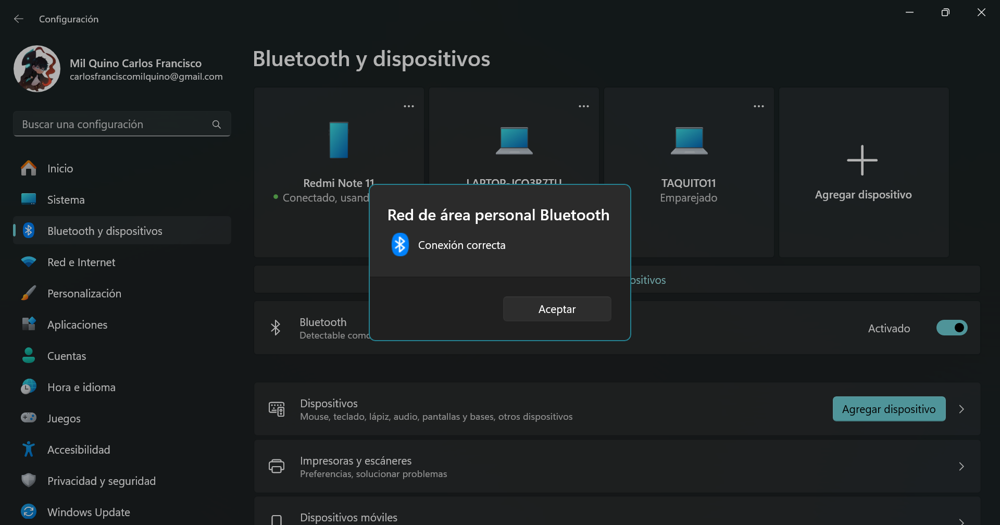 Configuración
Mil Quino Carlos Francisco
carlosfranciscomilquino@gmail.com
Buscar una configuración
Inicio
Sistema
Bluetooth y dispositivos
Red e Internet
Personalización
Aplicaciones
Cuentas
Hora e idioma
Juegos
Accesibilidad
Privacidad y seguridad
Windows Update
Bluetooth y dispositivos
Redmi Note 11
Conectado, usand
TAQUITO11
Emparejado
Agregar dispositivo
Red de área personal Bluetooth
Conexión correcta
Aceptar
ositivos
Bluetooth
Detectable como
Activado
Dispositivos
Mouse, teclado, lápiz, audio, pantallas y bases, otros dispositivos
Agregar dispositivo
Impresoras y escáneres
Preferencias, solucionar problemas
Dispositivos móviles